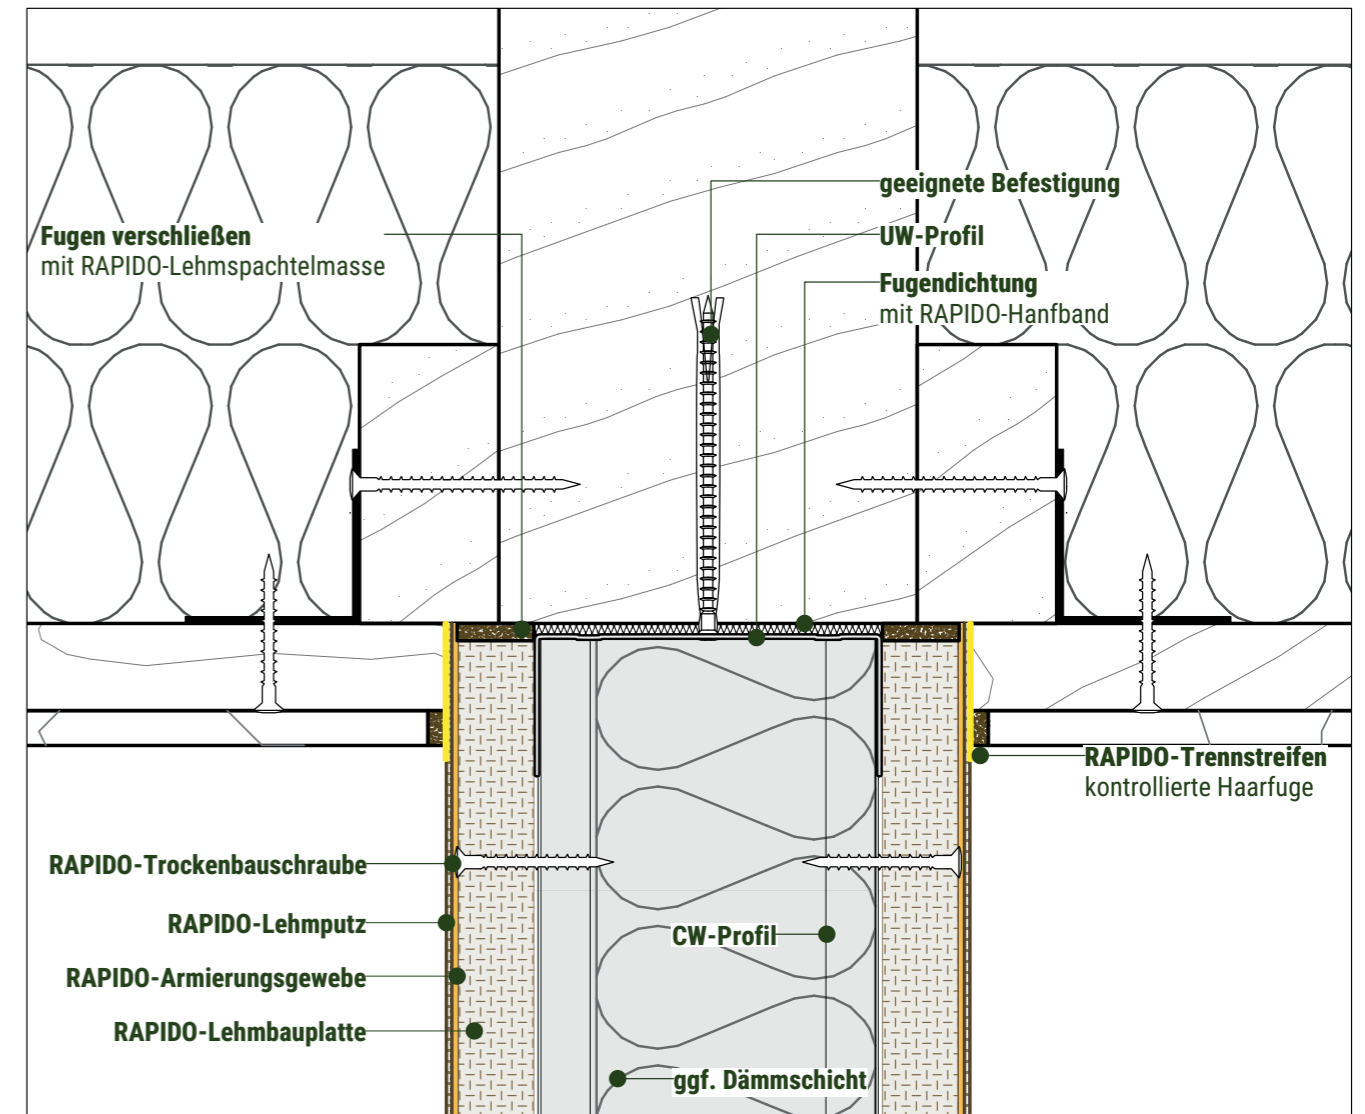 geeignete Befestigung
Fugen verschließen
mit RAPIDO-Lehmspachtelmasse
UW-Profil
Fugendichtung
mit RAPIDO-Hanfband
RAPIDO-Trennstreifen
kontrollierte Haarfuge
RAPIDO-Trockenbauschraube
RAPIDO-Lehmputz
CW-Profil
RAPIDO-Armierungsgewebe
RAPIDO-Lehmbauplatte
ggf. Dämmschicht